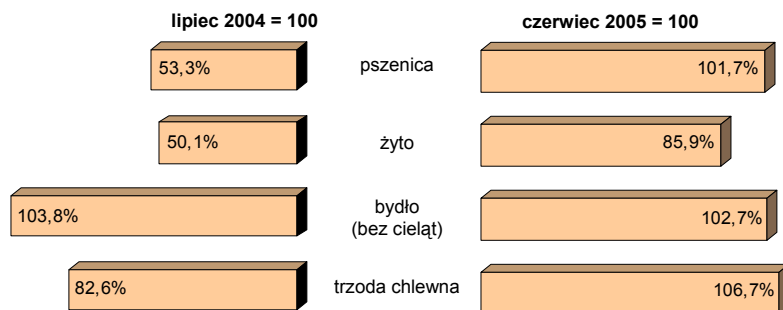 lipiec 2004 = 100
czerwiec 2005 = 100
53,3%
pszenica
101,7%
50,1%
żyto
85,9%
103,8%
bydło
(bez cieląt)
102,7%
82,6%
trzoda chlewna
106,7%